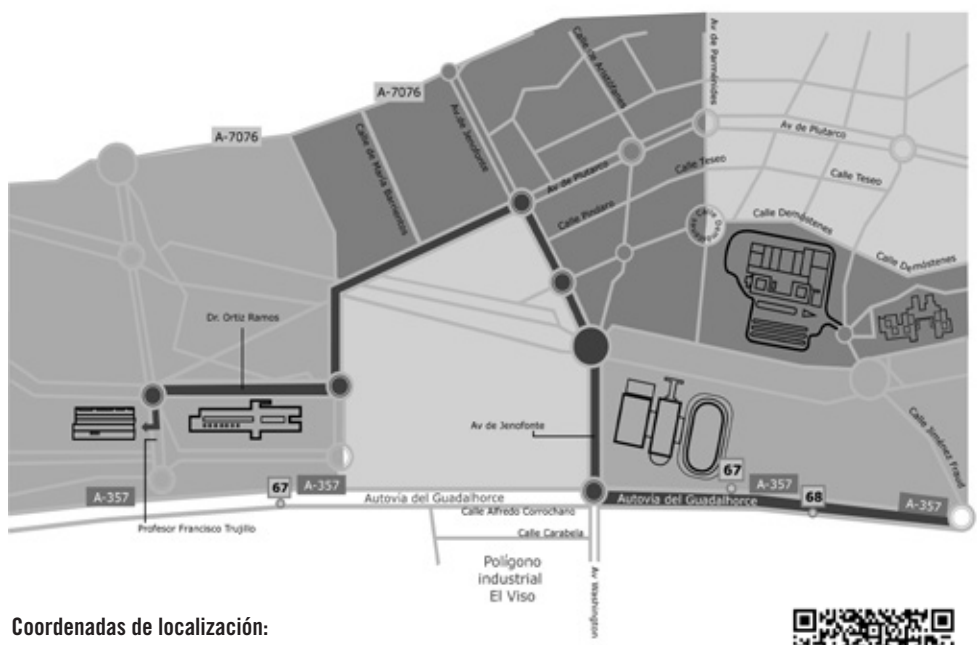 Av de Parménides
Calle de Aristófanes
A-7076
A-7076
Av. de Jenofonte
Calle de María Barrientos
Av de Plutarco
Av de Plutarco
Calle Teseo
Calle Teseo
Calle Píndaro
Calle Demóstenes
Calle Demóstenes
Calle Demóstenes
Dr. Ortiz Ramos
Av de Jenofonte
Calle Jiménez Fraud
67
A-357
67
A-357
A-357
68
A-357
Autovía del Guadalhorce
Autovía del Guadalhorce
Calle Alfredo Corrochano
Profesor Francisco Trujillo
Calle Carabela
Polígono
industrial
El Viso
Av Washington
Coordenadas de localización: